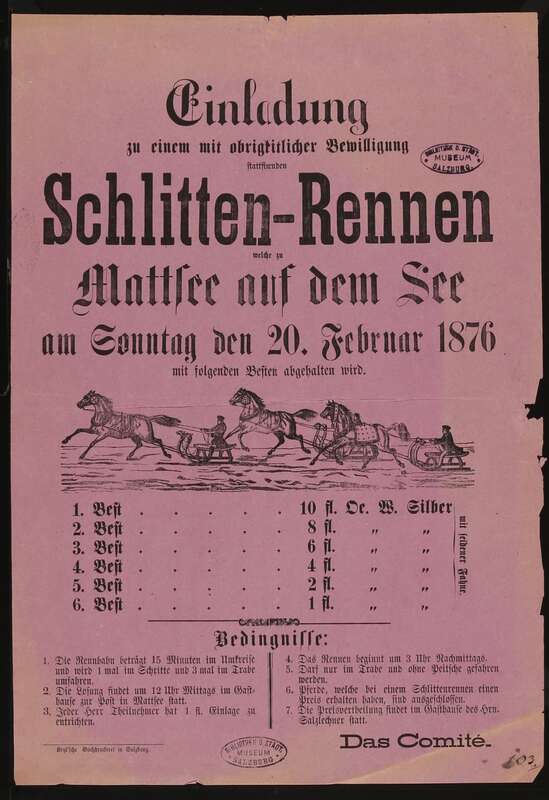 Einladung
zu einem mit obrigkeitlicher Bewilligung
stattfindenden
BIBLIOTHEK D. STÄDT.
MUSEUM
SALZBURG.
Schlitten-Rennen
welche zu
Mattsee auf dem See
am Sonntag den 20. Februar 1876
mit folgenden Besten abgehalten wird.
1. Best . . . . . . 10 fl. Oe. W. Silber
2. Best . . . . . . 8 fl. „ „
3. Best . . . . . . 6 fl. „ „
4. Best . . . . . . 4 fl. „ „
5. Best . . . . . . 2 fl. „ „
6. Best . . . . . . 1 fl. „ „
mit seidener Fahne.
Bedingnisse:
1. Die Rennbahn beträgt 15 Minuten im Umkreise
und wird 1 mal im Schritte und 3 mal im Trabe
umfahren.
2. Die Losung findet um 12 Uhr Mittags im Gast-
hause zur Post in Mattsee statt.
3. Jeder Herr Theilnehmer hat 1 fl. Einlage zu
entrichten.
4. Das Rennen beginnt um 3 Uhr Nachmittags.
5. Darf nur im Trabe und ohne Peitsche gefahren
werden.
6. Pferde, welche bei einem Schlittenrennen einen
Preis erhalten haben, sind ausgeschlossen.
7. Die Preisvertheilung findet im Gasthause des Hrn.
Salzlechner statt.
Das Comité.
Buchdruckerei in Salzburg.
BIBLIOTHEK D. STÄDT.
MUSEUM
SALZBURG.
103.